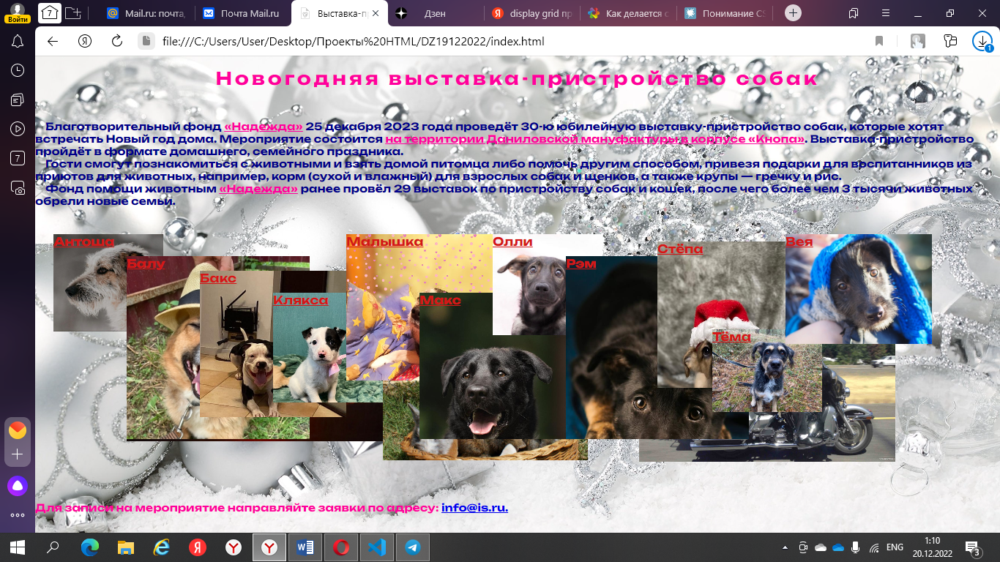 Войти
7
Mail.ru: почта,
Почта Mail.ru
Выставка-п
Дзен
display grid пр
Как делается с
Понимание CS
file:///C:/Users/User/Desktop/Проекты%20HTML/DZ19122022/index.html
1
7
Новогодняя выставка-пристройство собак
Благотворительный фонд «Надежда» 25 декабря 2023 года проведёт 30-ю юбилейную выставку-пристройство собак, которые хотят
встречать Новый год дома. Мероприятие состоится на территории Даниловской мануфактуры в корпусе «Кнопа». Выставка-пристройство
пройдёт в формате домашнего, семейного праздника.
Гости смогут познакомиться с животными и взять домой питомца либо помочь другим способом, привезя подарки для воспитанников из
приютов для животных, например, корм (сухой и влажный) для взрослых собак и щенков, а также крупы — гречку и рис.
Фонд помощи животным «Надежда» ранее провёл 29 выставок по пристройству собак и кошек, после чего более чем 3 тысячи животных
обрели новые семьи.
Антоша
Малышка
Олли
Вея
Стёпа
Балу
Рэм
Бакс
Клякса
Макс
Тёма
Для записи на мероприятие направляйте заявки по адресу: info@is.ru.
ENG
1:10
20.12.2022
3